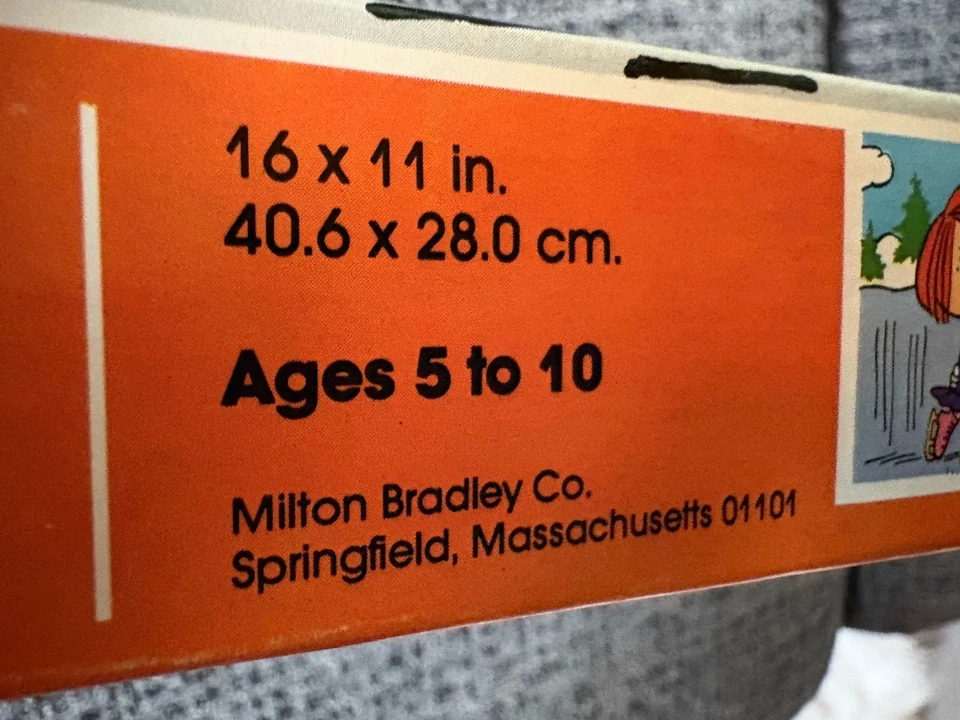 16 x 11 in.
40.6 x 28.0 cm.
Ages 5 to 10
Milton Bradley Co.
Springfield, Massachusetts 01101